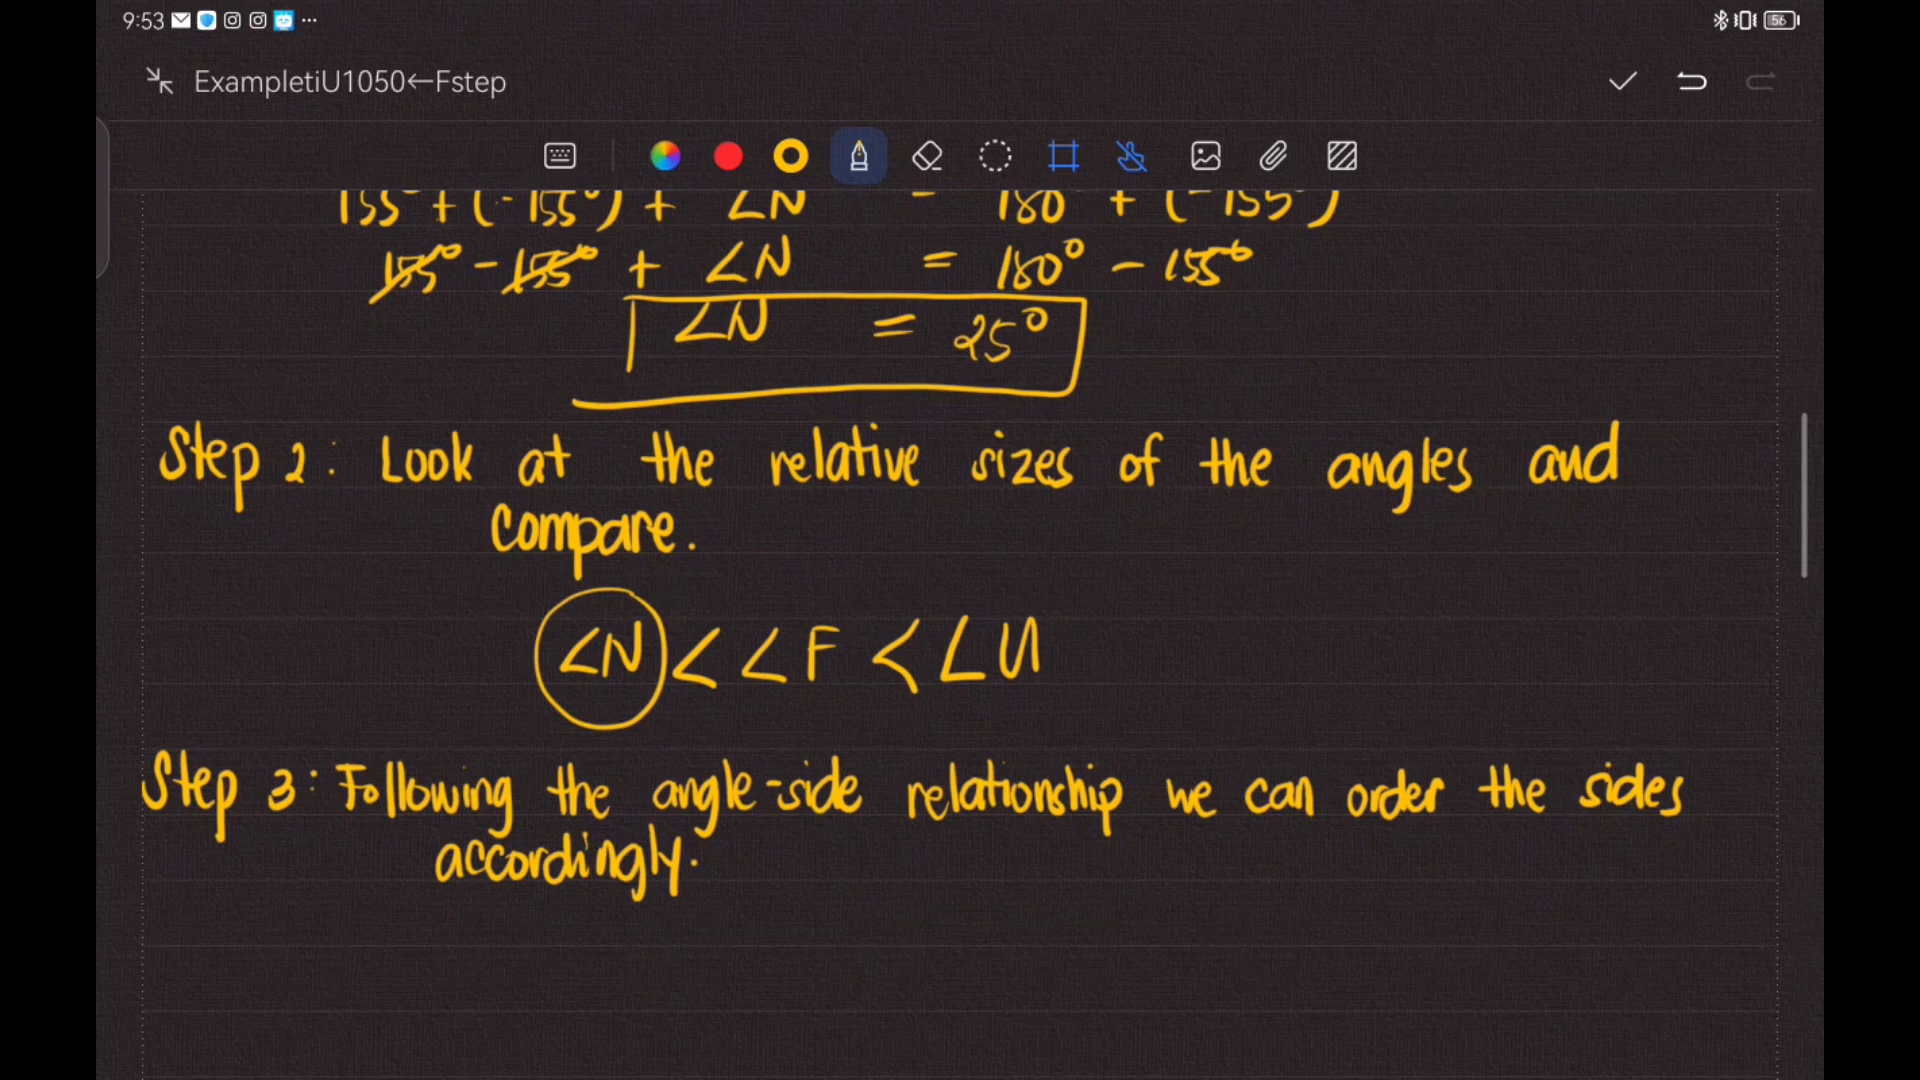 9:53
56
ExampletiU1050←Fstep
155° + (-155°) + ∠N = 180° + (-155°)
155° - 155° + ∠N = 180° - 155°
∠N = 25°
Step 2: Look at the relative sizes of the angles and
compare.
∠N < ∠F < ∠U
Step 3: Following the angle-side relationship we can order the sides
accordingly.